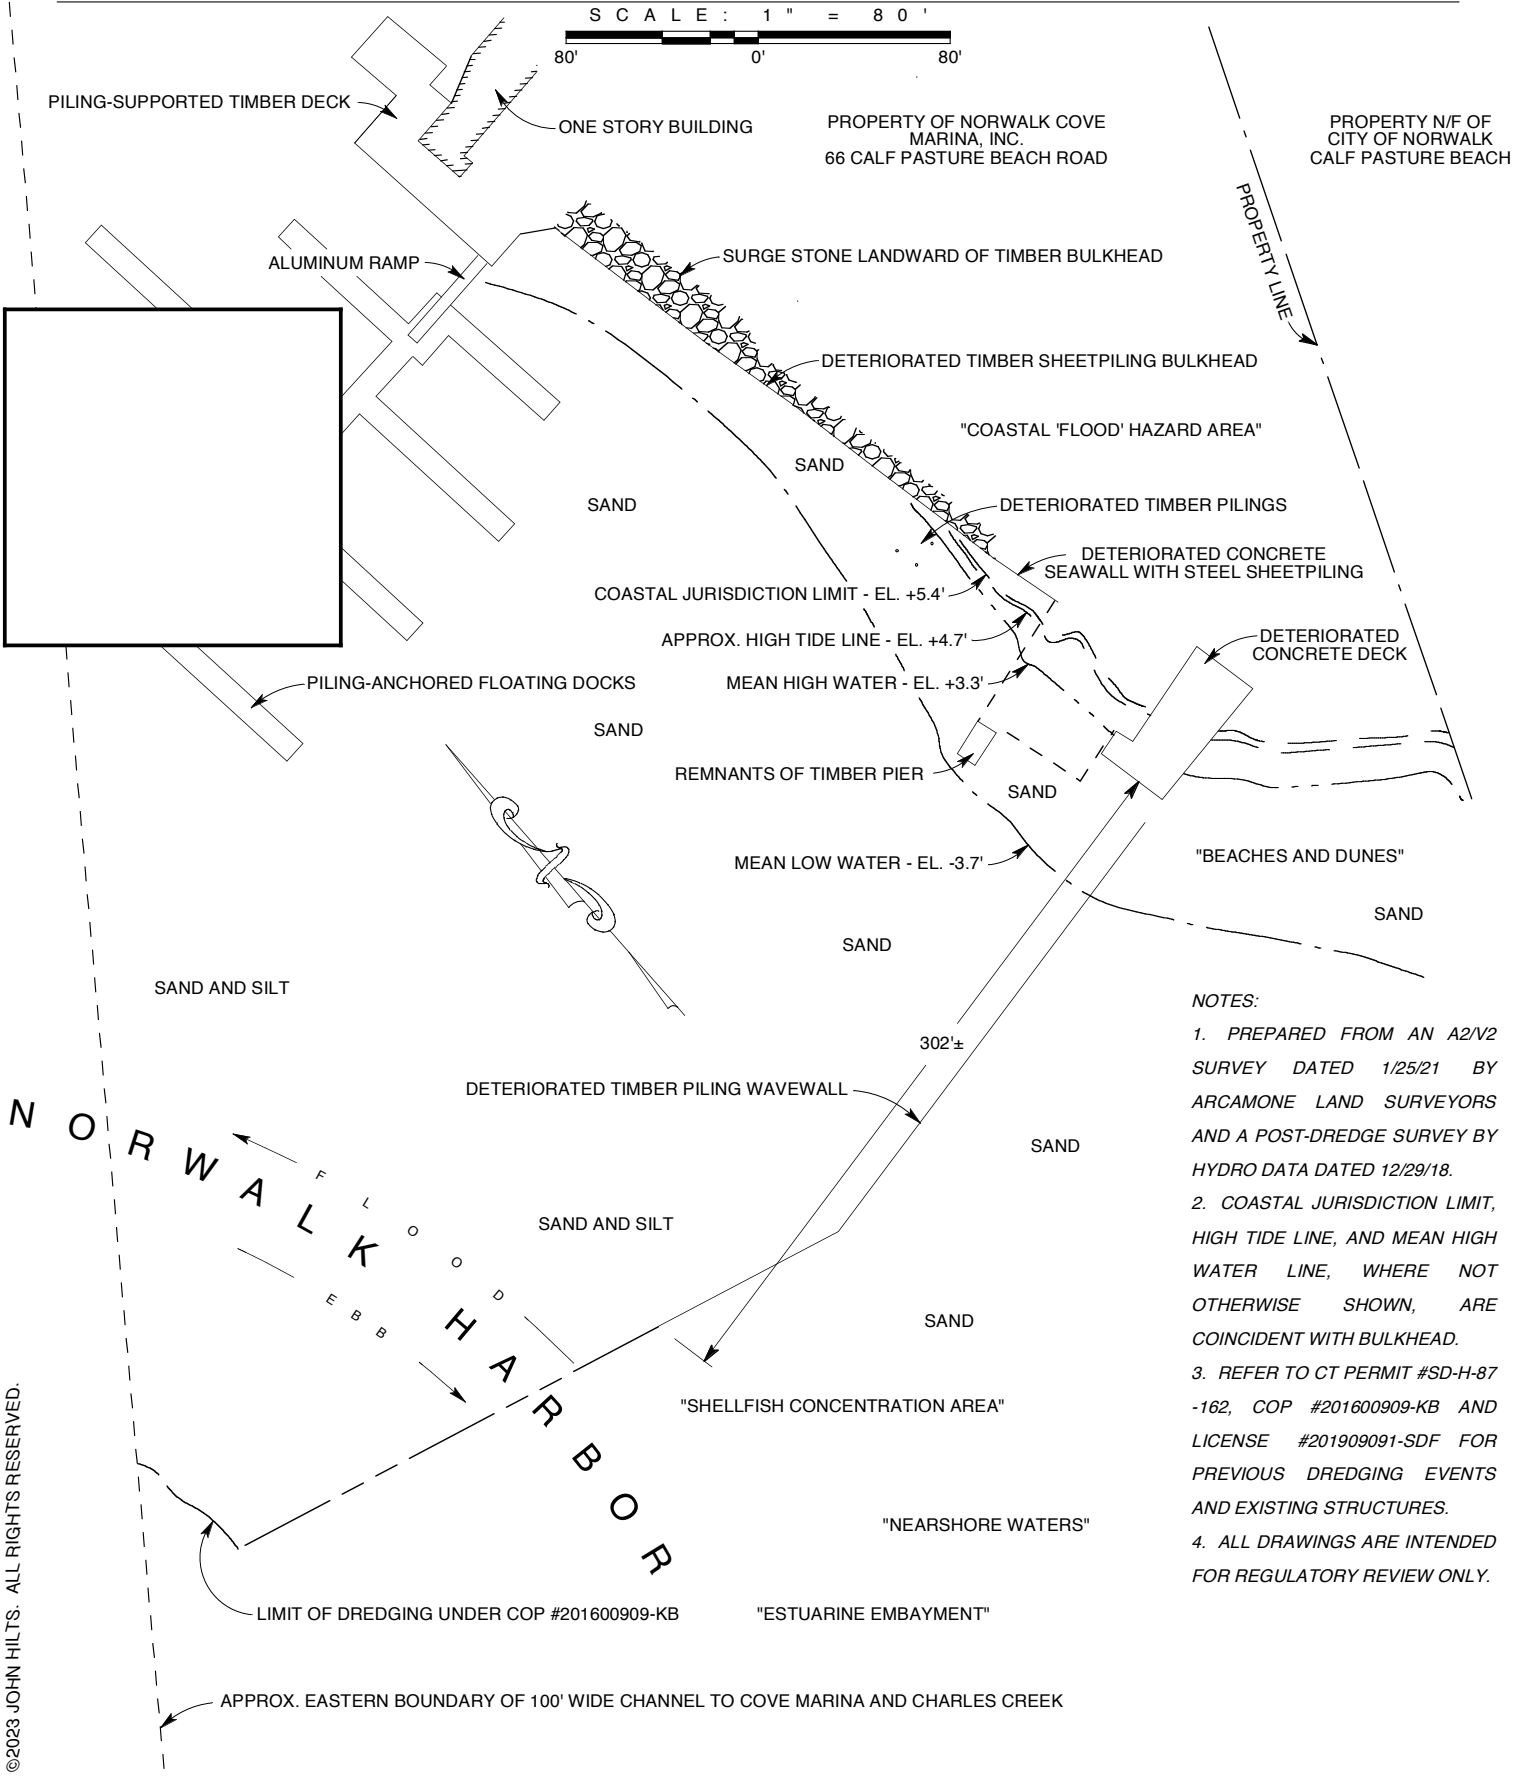 SCALE: 1" = 80'
80'
0'
80'
PILING-SUPPORTED TIMBER DECK
ONE STORY BUILDING
PROPERTY OF NORWALK COVE
MARINA, INC.
66 CALF PASTURE BEACH ROAD
PROPERTY N/F OF
CITY OF NORWALK
CALF PASTURE BEACH
PROPERTY LINE
ALUMINUM RAMP
SURGE STONE LANDWARD OF TIMBER BULKHEAD
DETERIORATED TIMBER SHEETPILING BULKHEAD
"COASTAL 'FLOOD' HAZARD AREA"
SAND
SAND
DETERIORATED TIMBER PILINGS
DETERIORATED CONCRETE
SEAWALL WITH STEEL SHEETPILING
COASTAL JURISDICTION LIMIT - EL. +5.4'
APPROX. HIGH TIDE LINE - EL. +4.7'
DETERIORATED
CONCRETE DECK
MEAN HIGH WATER - EL. +3.3'
PILING-ANCHORED FLOATING DOCKS
SAND
REMNANTS OF TIMBER PIER
SAND
MEAN LOW WATER - EL. -3.7'
"BEACHES AND DUNES"
SAND
SAND
SAND AND SILT
302'±
DETERIORATED TIMBER PILING WAVEWALL
NORWALK HARBOR
FLOOD
EBB
SAND
SAND AND SILT
SAND
"SHELLFISH CONCENTRATION AREA"
"NEARSHORE WATERS"
LIMIT OF DREDGING UNDER COP #201600909-KB
"ESTUARINE EMBAYMENT"
APPROX. EASTERN BOUNDARY OF 100' WIDE CHANNEL TO COVE MARINA AND CHARLES CREEK
NOTES:
1. PREPARED FROM AN A2/V2
SURVEY DATED 1/25/21 BY
ARCAMONE LAND SURVEYORS
AND A POST-DREDGE SURVEY BY
HYDRO DATA DATED 12/29/18.
2. COASTAL JURISDICTION LIMIT,
HIGH TIDE LINE, AND MEAN HIGH
WATER LINE, WHERE NOT
OTHERWISE SHOWN, ARE
COINCIDENT WITH BULKHEAD.
3. REFER TO CT PERMIT #SD-H-87
-162, COP #201600909-KB AND
LICENSE #201909091-SDF FOR
PREVIOUS DREDGING EVENTS
AND EXISTING STRUCTURES.
4. ALL DRAWINGS ARE INTENDED
FOR REGULATORY REVIEW ONLY.
©2023 JOHN HILTS. ALL RIGHTS RESERVED.